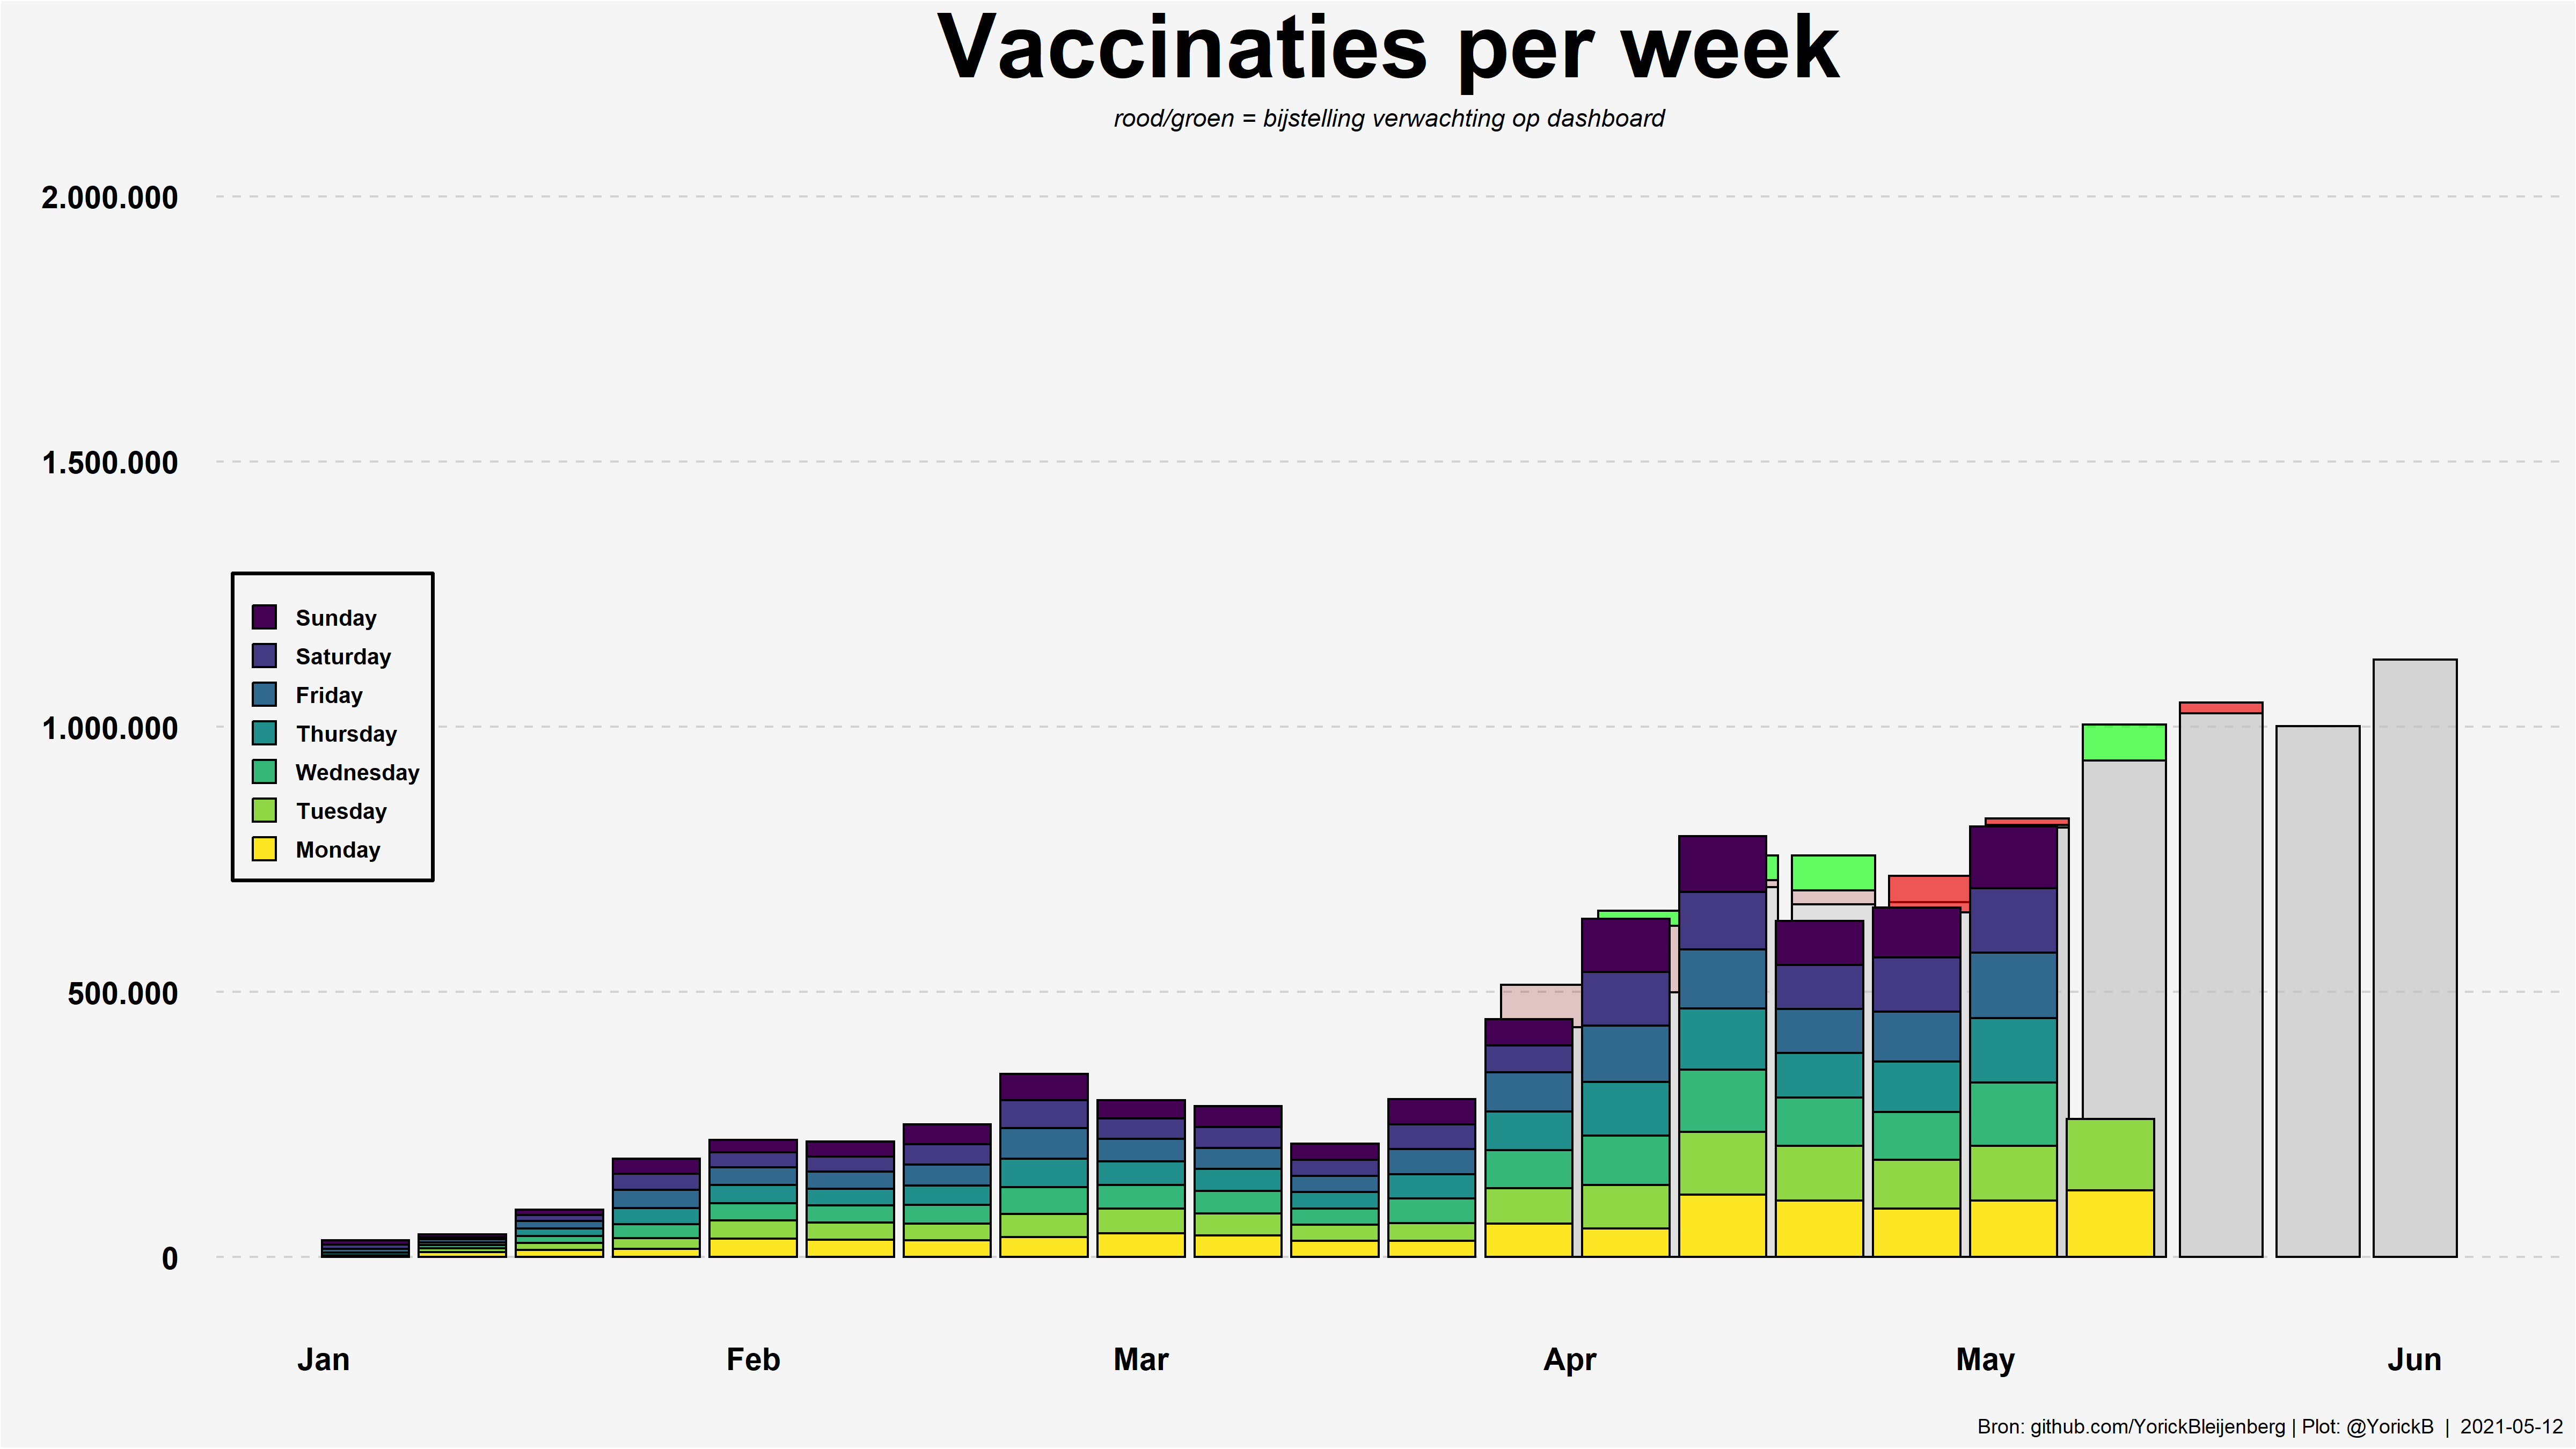 Vaccinaties per week
rood/groen = bijstelling verwachting op dashboard
2.000.000
1.500.000
1.000.000
500.000
0
Sunday
Saturday
Friday
Thursday
Wednesday
Tuesday
Monday
Jan Feb Mar Apr May Jun
Bron: github.com/YorickBleijenberg | Plot: @YorickB | 2021-05-12